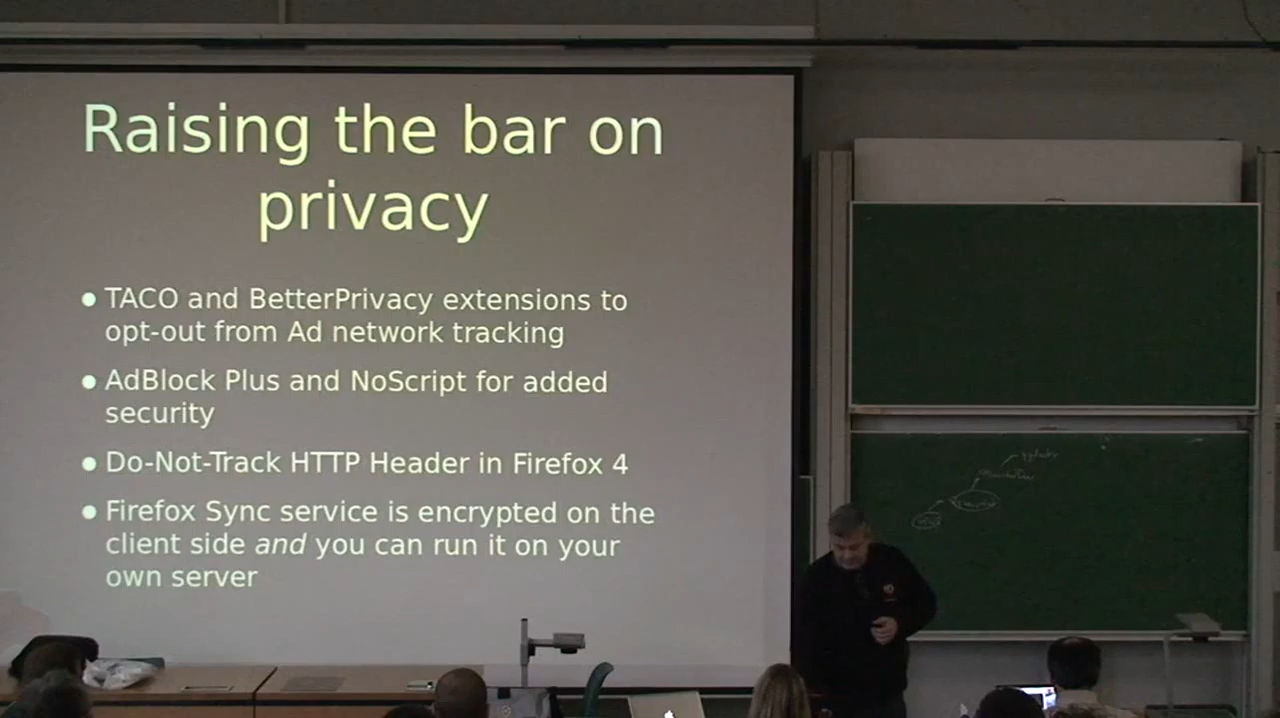 Raising the bar on
privacy
• TACO and BetterPrivacy extensions to
opt-out from Ad network tracking
• AdBlock Plus and NoScript for added
security
• Do-Not-Track HTTP Header in Firefox 4
• Firefox Sync service is encrypted on the
client side and you can run it on your
own server